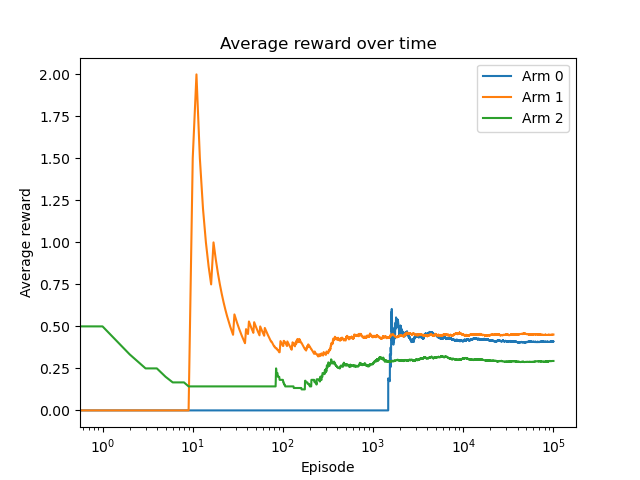 Average reward over time
Arm 0
Arm 1
Arm 2
Average reward
2.00
1.75
1.50
1.25
1.00
0.75
0.50
0.25
0.00
10⁰
10¹
10²
10³
10⁴
10⁵
Episode